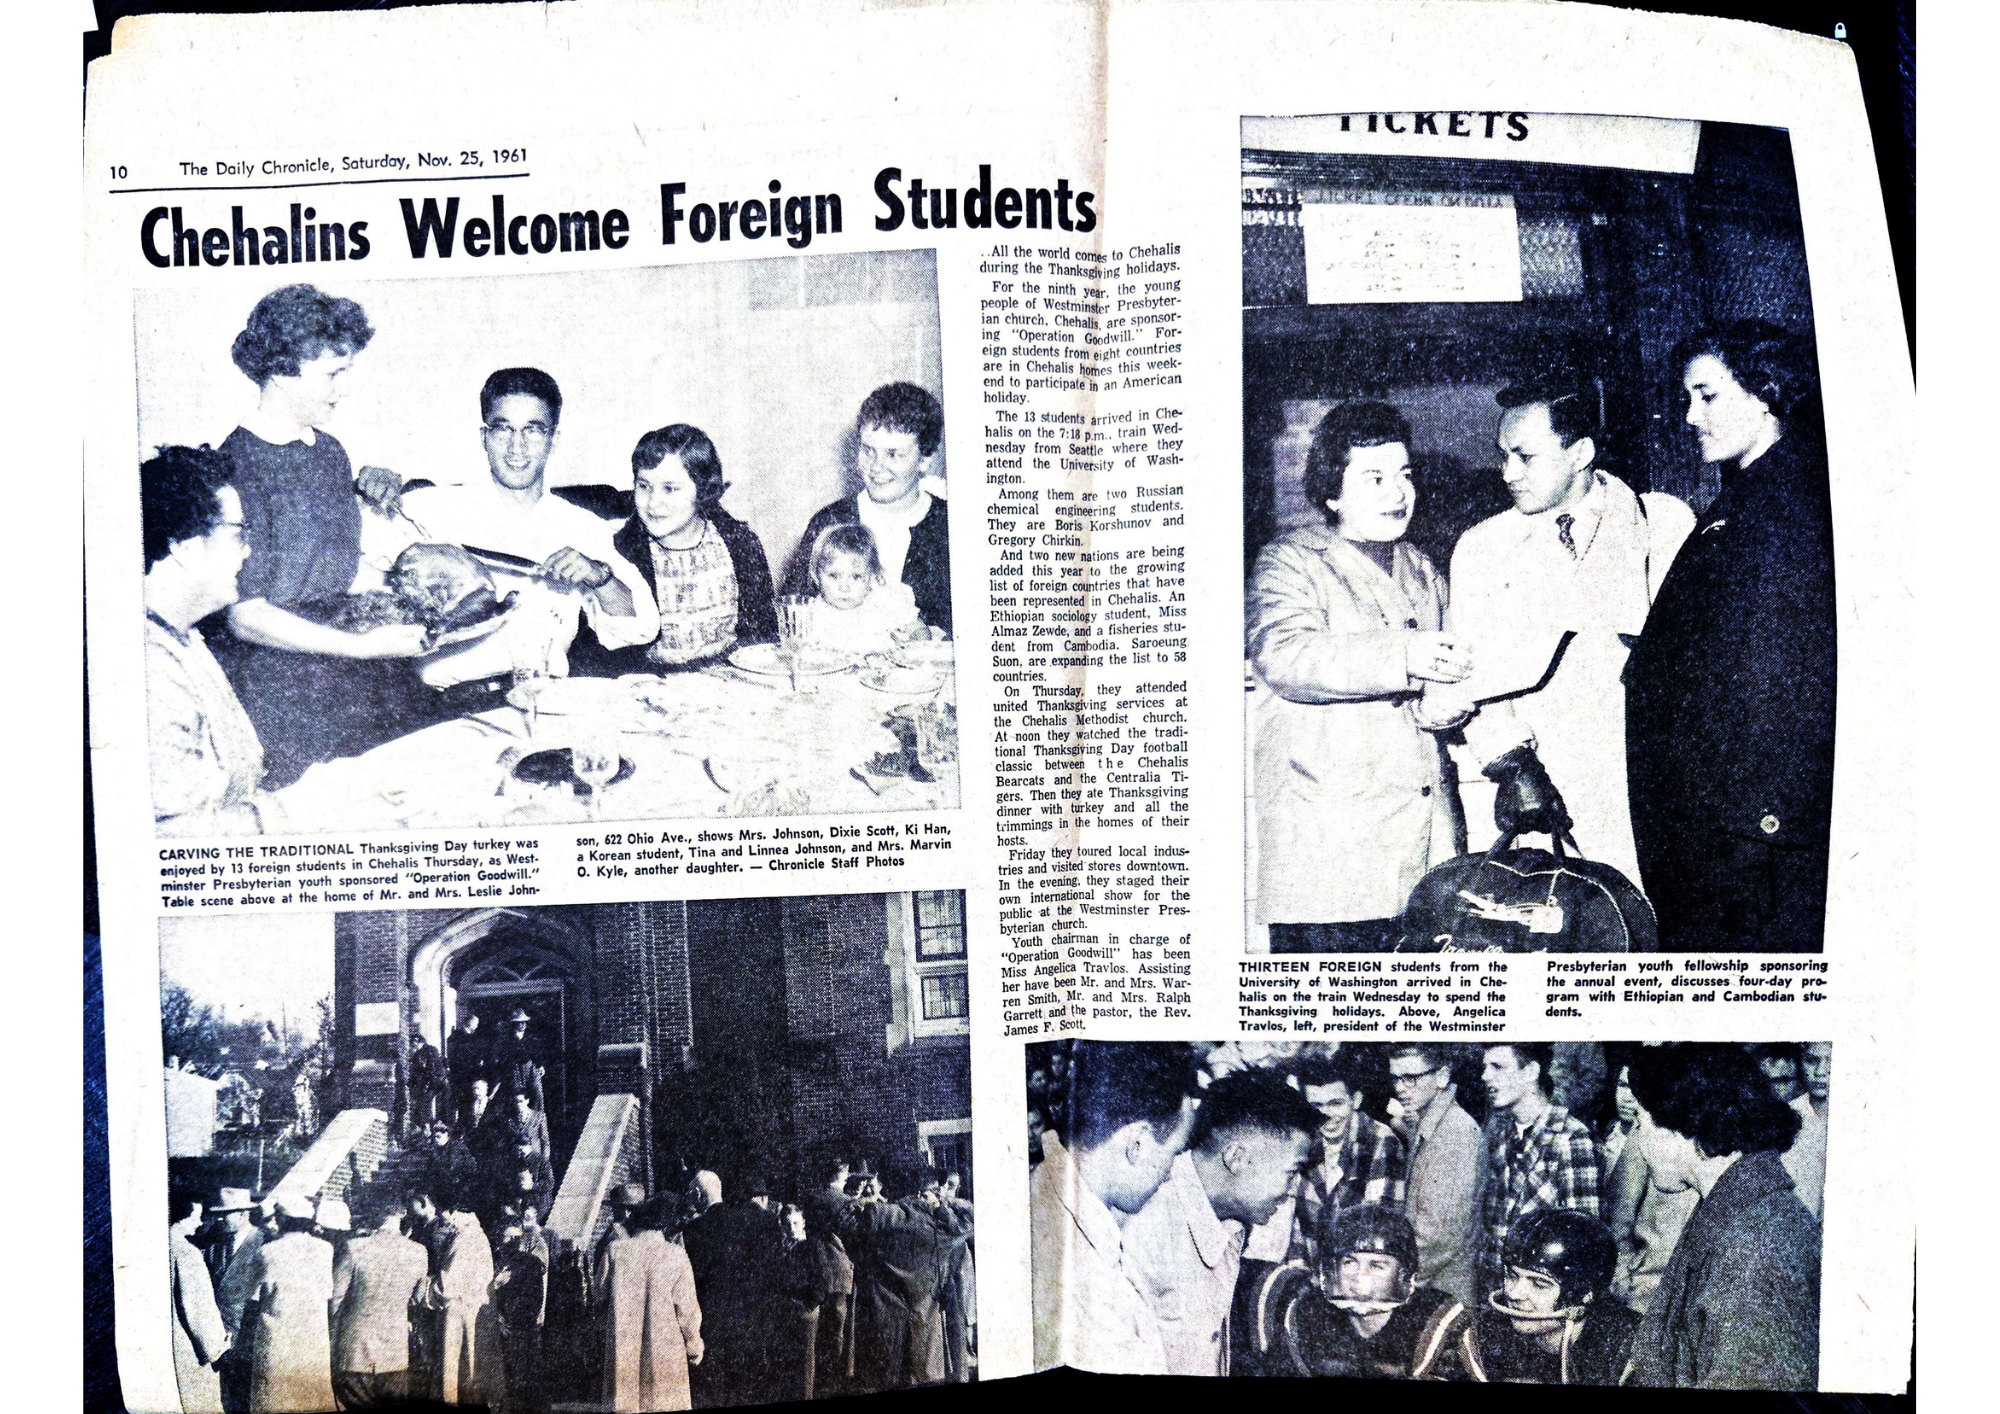 10 The Daily Chronicle, Saturday, Nov. 25, 1961
Chehalins Welcome Foreign Students
..All the world comes to Chehalis
during the Thanksgiving holidays.
For the ninth year, the young
people of Westminster Presbyter-
ian church, Chehalis, are sponsor-
ing "Operation Goodwill." For-
eign students from eight countries
are in Chehalis homes this week-
end to participate in an American
holiday.
The 13 students arrived in Che-
halis on the 7:18 p.m., train Wed-
nesday from Seattle where they
attend the University of Wash-
ington.
Among them are two Russian
chemical engineering students.
They are Boris Korshunov and
Gregory Chirkin.
And two new nations are being
added this year to the growing
list of foreign countries that have
been represented in Chehalis. An
Ethiopian sociology student, Miss
Almaz Zewde, and a fisheries stu-
dent from Cambodia. Saroeung
Suon, are expanding the list to 58
countries.
On Thursday, they attended
united Thanksgiving services at
the Chehalis Methodist church.
At noon they watched the tradi-
tional Thanksgiving Day football
classic between the Chehalis
Bearcats and the Centralia Ti-
gers. Then they ate Thanksgiving
dinner with turkey and all the
trimmings in the homes of their
hosts.
Friday they toured local indus-
tries and visited stores downtown.
In the evening, they staged their
own international show for the
public at the Westminster Pres-
byterian church.
Youth chairman in charge of
"Operation Goodwill" has been
Miss Angelica Travlos. Assisting
her have been Mr. and Mrs. War-
ren Smith, Mr. and Mrs. Ralph
Garrett and the pastor, the Rev.
James F. Scott.
CARVING THE TRADITIONAL Thanksgiving Day turkey was
enjoyed by 13 foreign students in Chehalis Thursday, as West-
minster Presbyterian youth sponsored "Operation Goodwill."
Table scene above at the home of Mr. and Mrs. Leslie John-
son, 622 Ohio Ave., shows Mrs. Johnson, Dixie Scott, Ki Han,
a Korean student, Tina and Linnea Johnson, and Mrs. Marvin
O. Kyle, another daughter. — Chronicle Staff Photos
TICKETS
THIRTEEN FOREIGN students from the
University of Washington arrived in Che-
halis on the train Wednesday to spend the
Thanksgiving holidays. Above, Angelica
Travlos, left, president of the Westminster
Presbyterian youth fellowship sponsoring
the annual event, discusses four-day pro-
gram with Ethiopian and Cambodian stu-
dents.